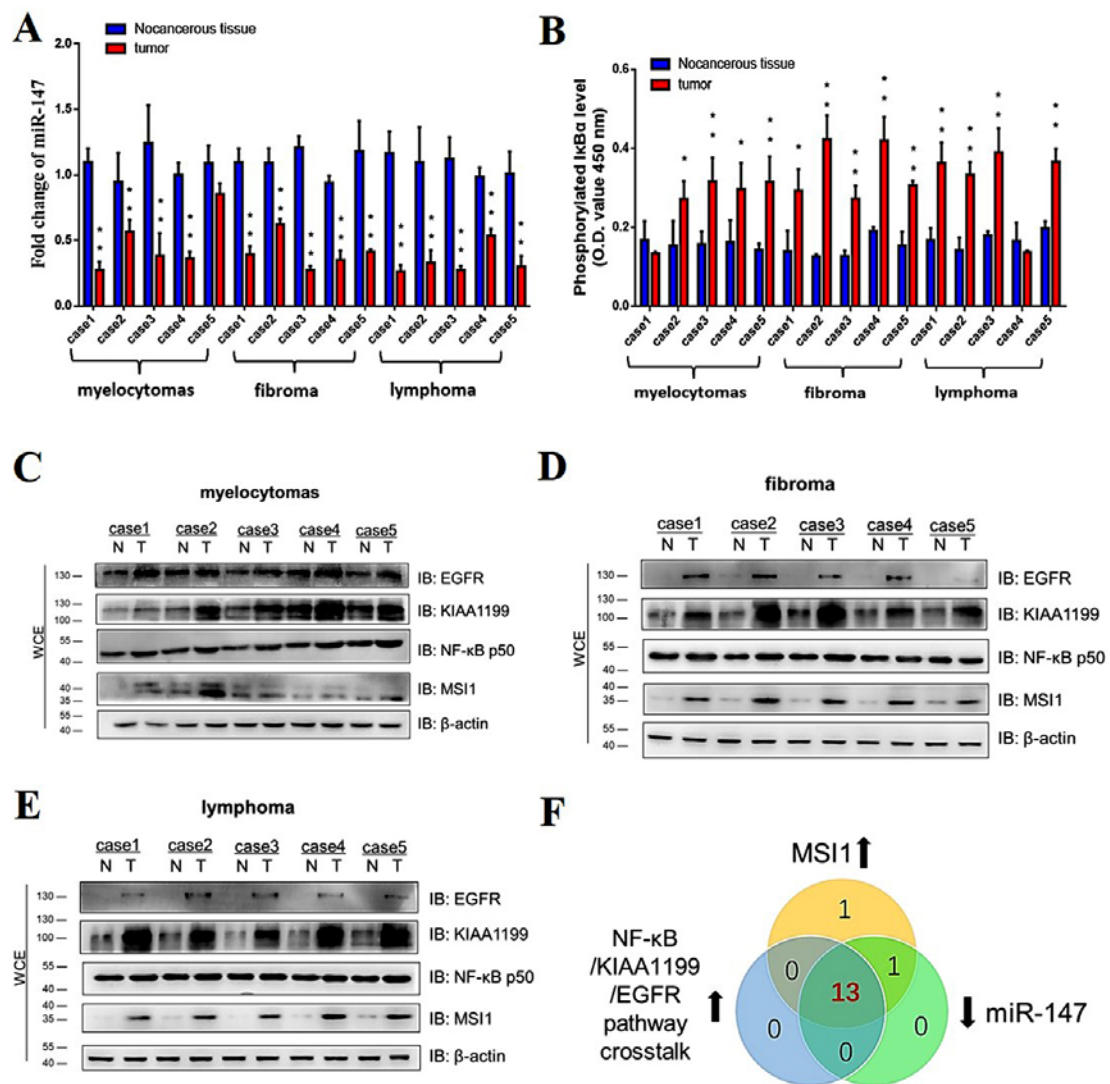 A
Nocancerous tissue
tumor
Fold change of miR-147
1.5
1.0
0.5
0.0
case1 case2 case3 case4 case5 case1 case2 case3 case4 case5 case1 case2 case3 case4 case5
myelocytomas fibroma lymphoma
B
Nocancerous tissue
tumor
Phosphorylated IκBα level
(O.D. value 450 nm)
0.6
0.4
0.2
0.0
case1 case2 case3 case4 case5 case1 case2 case3 case4 case5 case1 case2 case3 case4 case5
myelocytomas fibroma lymphoma
C
myelocytomas
case1 case2 case3 case4 case5
N T N T N T N T N T
WCE
130 IB: EGFR
130
100 IB: KIAA1199
55
40 IB: NF-κB p50
40
35 IB: MSI1
55
40 IB: β-actin
D
fibroma
case1 case2 case3 case4 case5
N T N T N T N T N T
WCE
130 IB: EGFR
130
100 IB: KIAA1199
55
40 IB: NF-κB p50
40
35 IB: MSI1
55
40 IB: β-actin
E
lymphoma
case1 case2 case3 case4 case5
N T N T N T N T N T
WCE
130 IB: EGFR
130
100 IB: KIAA1199
55
40 IB: NF-κB p50
40
35 IB: MSI1
55
40 IB: β-actin
F
MSI1
1
NF-κB
/KIAA1199
/EGFR
pathway
crosstalk
0 1
13
0 0
0
miR-147